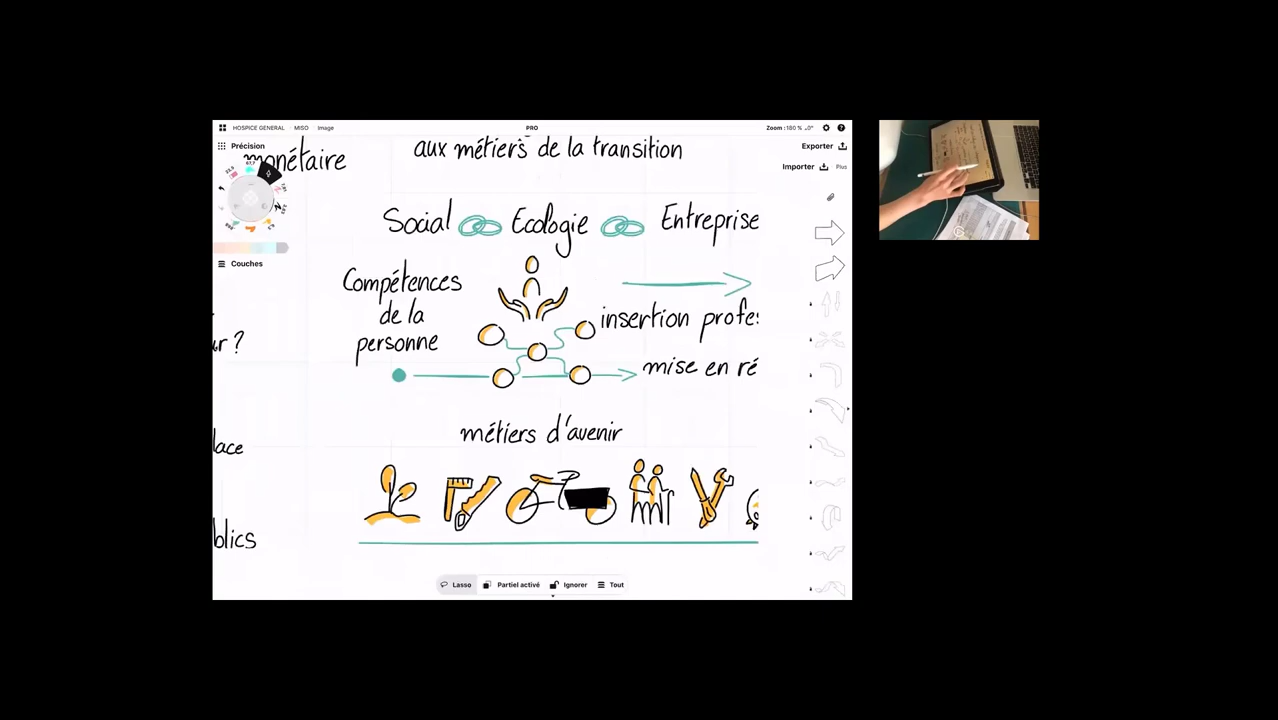 HOSPICE GENERAL · MISO Image
PRO
Zoom : 180 % 0°
Précision
Exporter
Importer
Plus
Couches
monétaire
aux métiers de la transition
Social Ecologie Entreprise
Compétences
de la
personne
insertion profes
mise en ré
ur ?
métiers d'avenir
lace
blics
Lasso Partiel activé Ignorer Tout